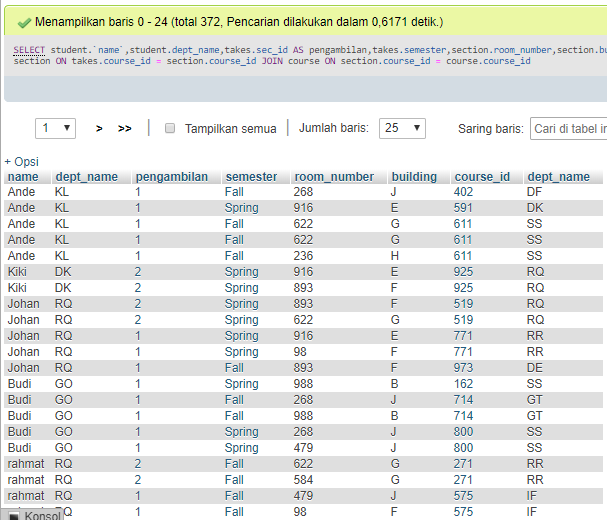 Menampilkan baris 0 - 24 (total 372, Pencarian dilakukan dalam 0,6171 detik.)
SELECT student.`name`,student.dept_name,takes.sec_id AS pengambilan,takes.semester,section.room_number,section.bu
section ON takes.course_id = section.course_id JOIN course ON section.course_id = course.course_id
1 > >> Tampilkan semua Jumlah baris: 25 Saring baris: Cari di tabel in
+ Opsi
name dept_name pengambilan semester room_number building course_id dept_name
Ande KL 1 Fall 268 J 402 DF
Ande KL 1 Spring 916 E 591 DK
Ande KL 1 Fall 622 G 611 SS
Ande KL 1 Fall 622 G 611 SS
Ande KL 1 Fall 236 H 611 SS
Kiki DK 2 Spring 916 E 925 RQ
Kiki DK 2 Spring 893 F 925 RQ
Johan RQ 2 Spring 893 F 519 RQ
Johan RQ 2 Spring 622 G 519 RQ
Johan RQ 1 Spring 916 E 771 RR
Johan RQ 1 Spring 98 F 771 RR
Johan RQ 1 Fall 893 F 973 DE
Budi GO 1 Spring 988 B 162 SS
Budi GO 1 Fall 268 J 714 GT
Budi GO 1 Fall 988 B 714 GT
Budi GO 1 Spring 268 J 800 SS
Budi GO 1 Spring 479 J 800 SS
rahmat RQ 2 Fall 622 G 271 RR
rahmat RQ 2 Fall 584 G 271 RR
rahmat RQ 1 Fall 479 J 575 IF
RQ 1 Fall 98 F 575 IF
Konsol